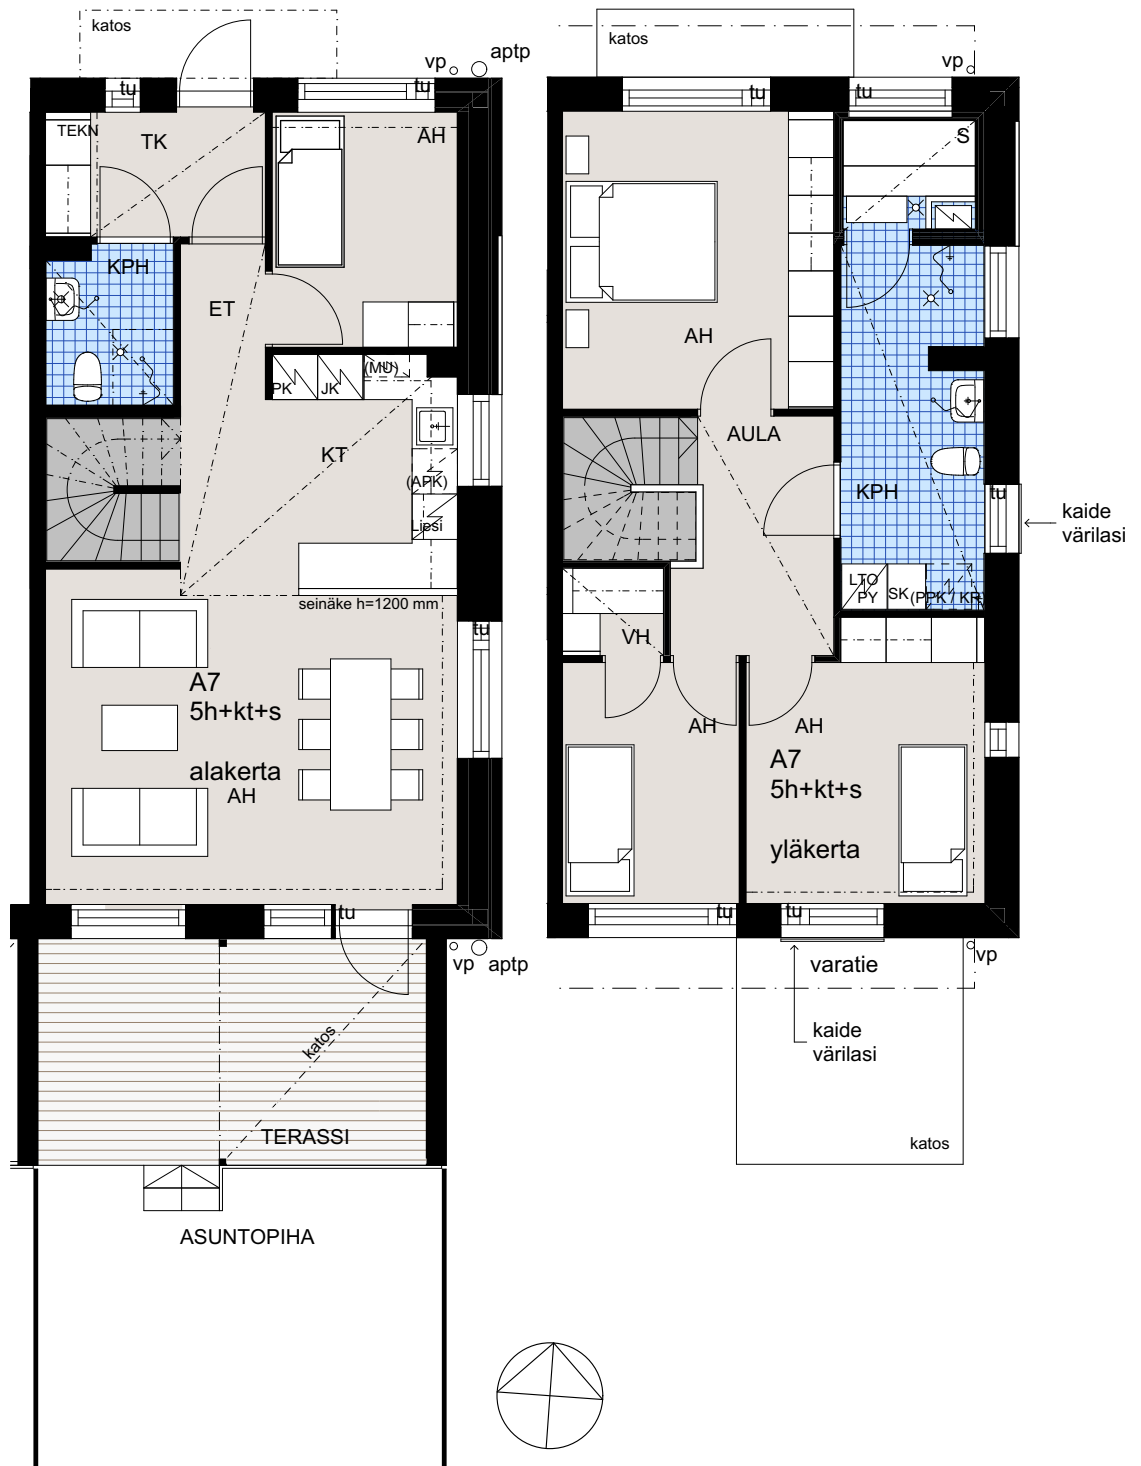 katos
vp
aptp
tu
tu
TEKN
TK
AH
KPH
ET
PK
JK
(MU)
KT
(APK)
Liesi
seinäke h=1200 mm
tu
A7
5h+kt+s
alakerta
AH
tu
vp
aptp
katos
TERASSI
ASUNTOPIHA
katos
vp
tu
tu
S
AH
AULA
KPH
tu
kaide
värilasi
LTO
PY
SK
(PPK / KR)
VH
AH
AH
A7
5h+kt+s
yläkerta
tu
tu
varatie
vp
kaide
värilasi
katos